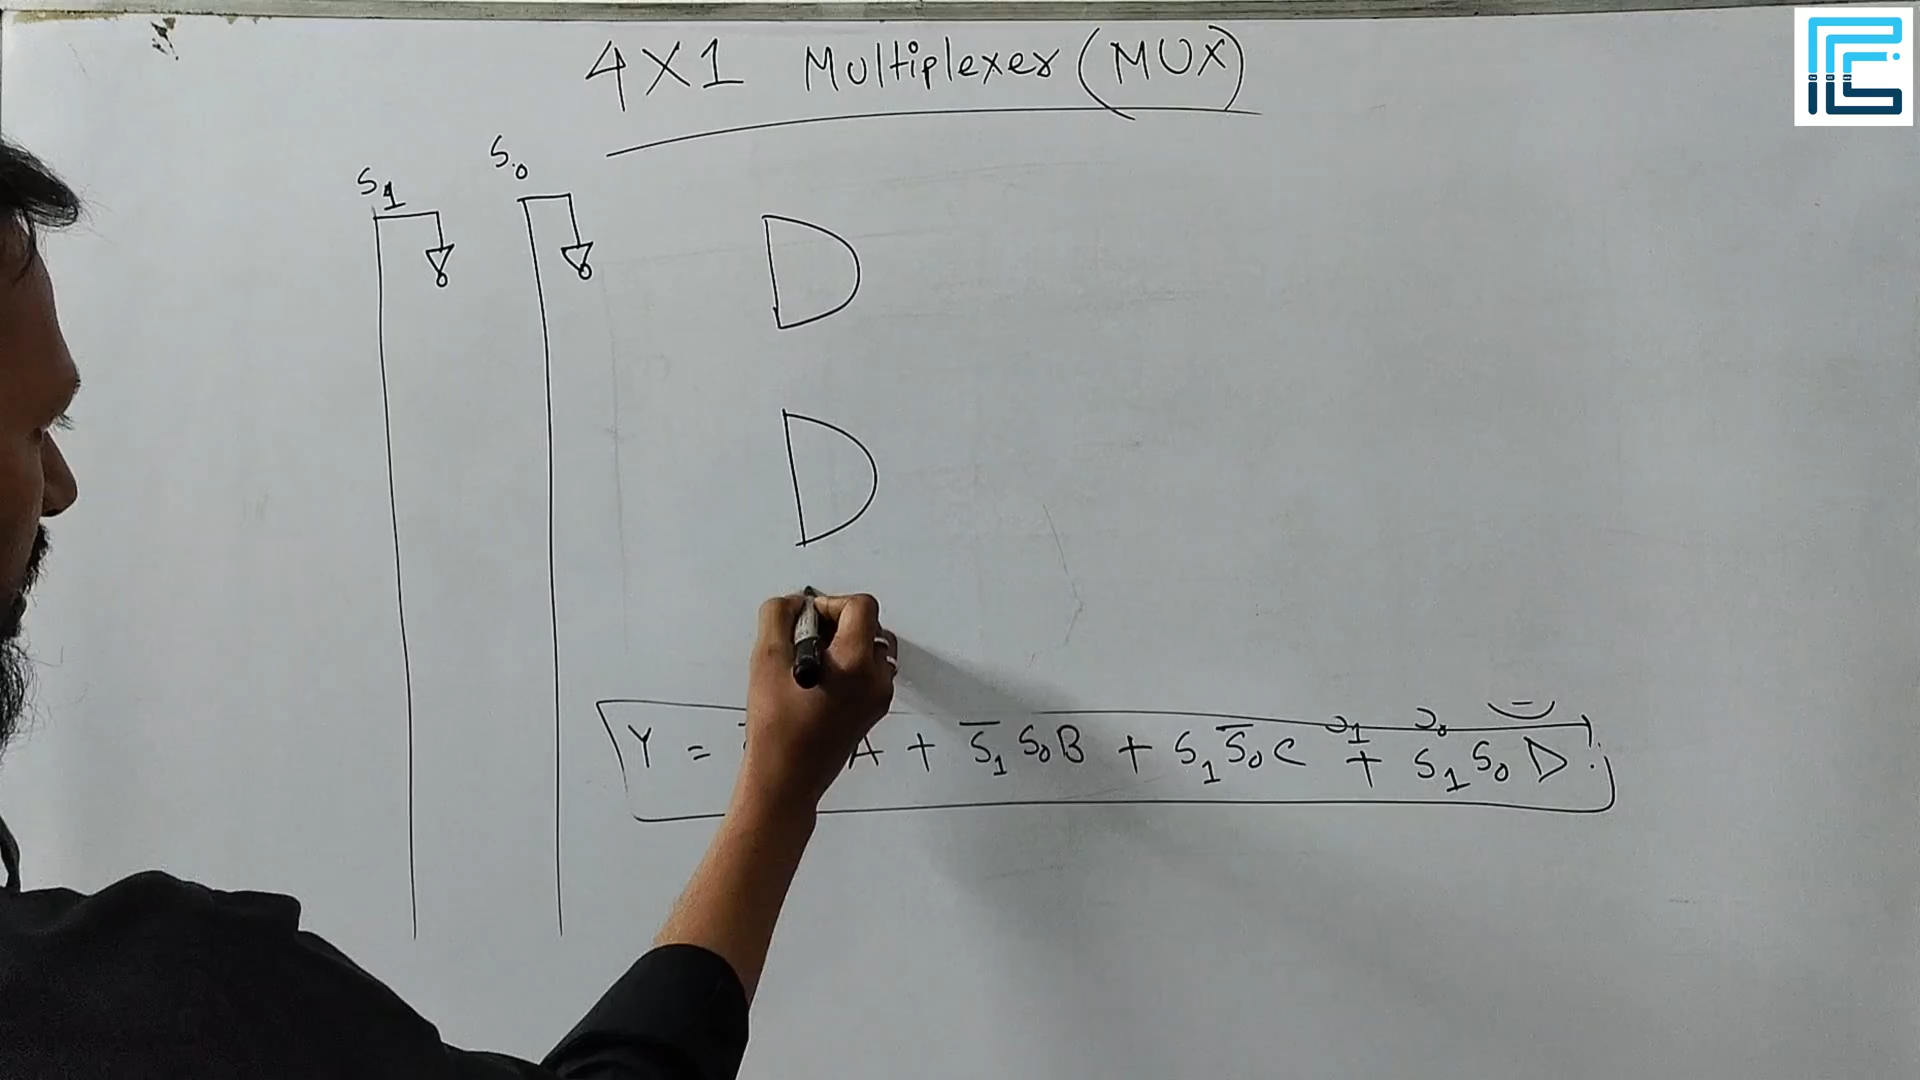 4X1 Multiplexer (MUX)
S₁ S₀
Y = A + S̅₁ S₀ B + S₁ S̅₀ C + S₁ S₀ D